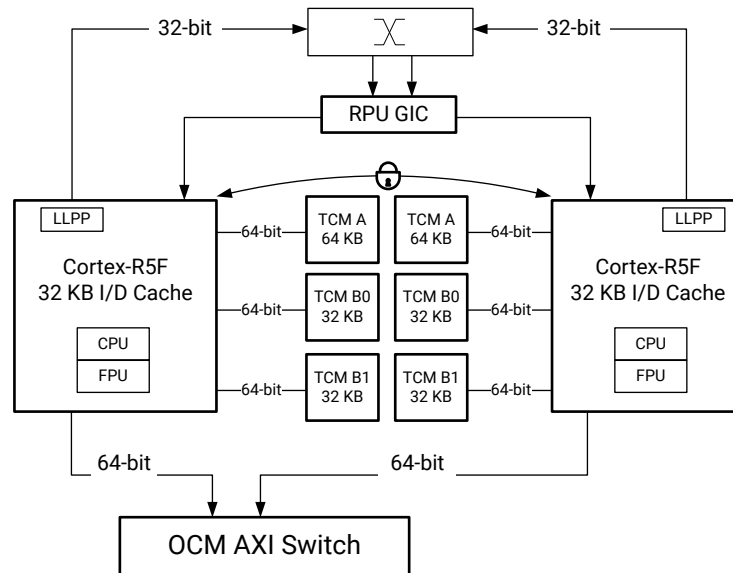 32-bit
32-bit
RPU GIC
LLPP
Cortex-R5F
32 KB I/D Cache
CPU
FPU
64-bit
TCM A
64 KB
TCM A
64 KB
64-bit
64-bit
TCM B0
32 KB
TCM B0
32 KB
64-bit
64-bit
TCM B1
32 KB
TCM B1
32 KB
64-bit
LLPP
Cortex-R5F
32 KB I/D Cache
CPU
FPU
64-bit
64-bit
OCM AXI Switch